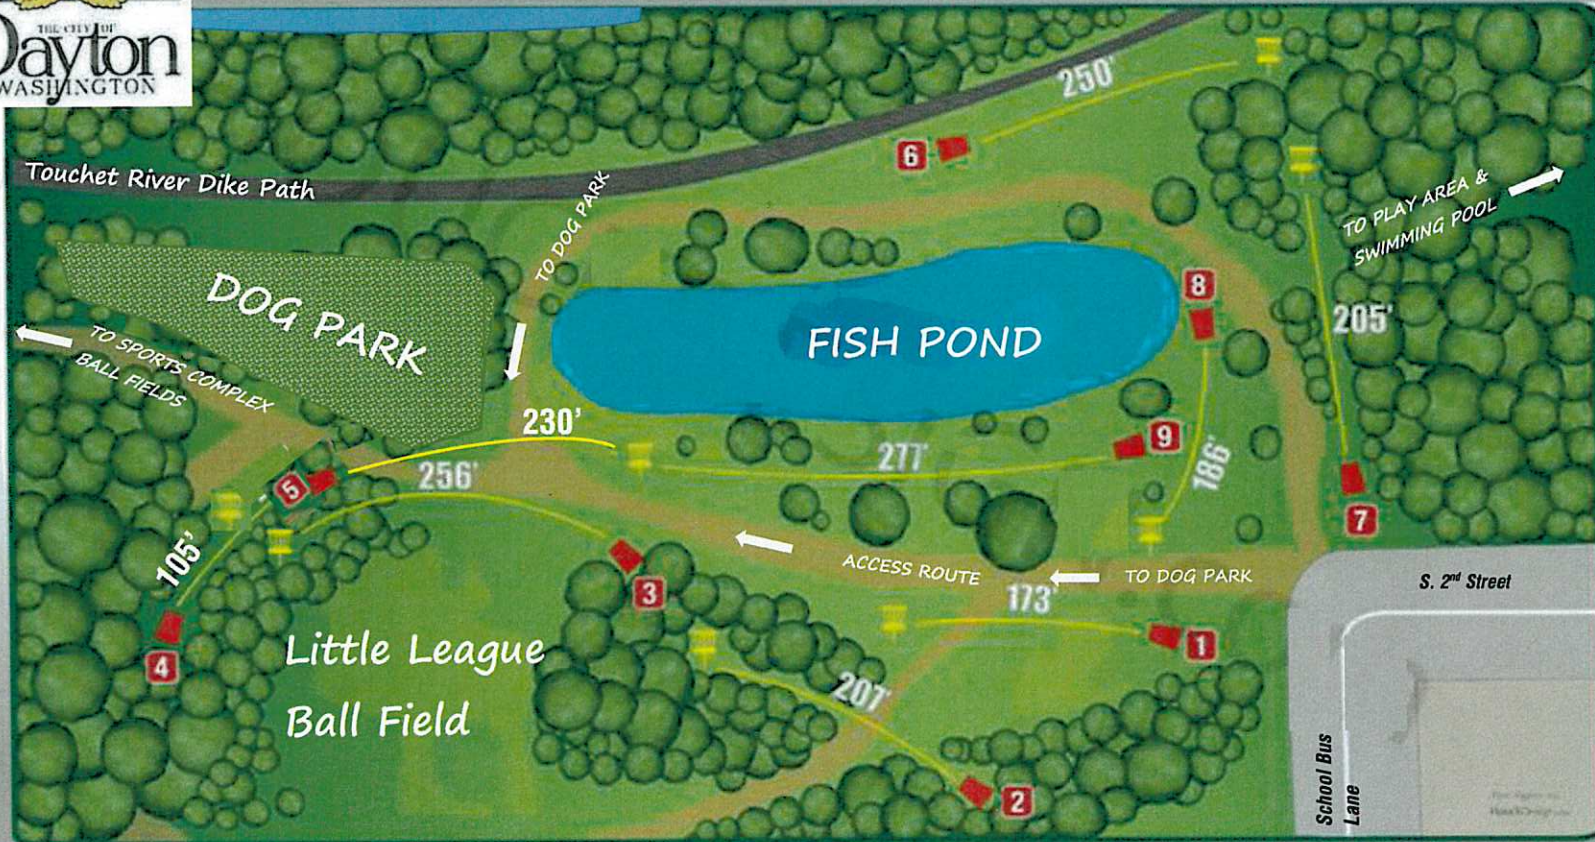 THE CITY OF
Dayton
WASHINGTON
250'
6
Touchet River Dike Path
TO DOG PARK
TO PLAY AREA &
SWIMMING POOL
DOG PARK
8
FISH POND
205'
TO SPORTS COMPLEX
BALL FIELDS
230'
9
277'
186'
256'
5
7
105'
3
ACCESS ROUTE
TO DOG PARK
S. 2nd Street
173'
1
4
Little League
Ball Field
207'
2
School Bus
Lane